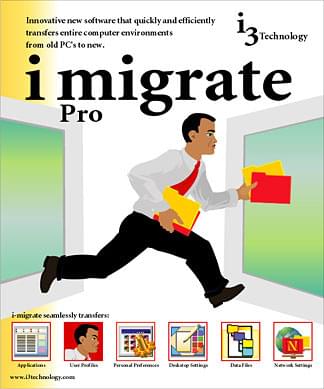 Innovative new software that quickly and efficiently
transfers entire computer environments
from old PC's to new.
i3 Technology
i migrate
Pro
i-migrate seamlessly transfers:
Applications
User Profiles
Personal Preferences
Desktop Settings
Data Files
Network Settings
www.i3technology.com